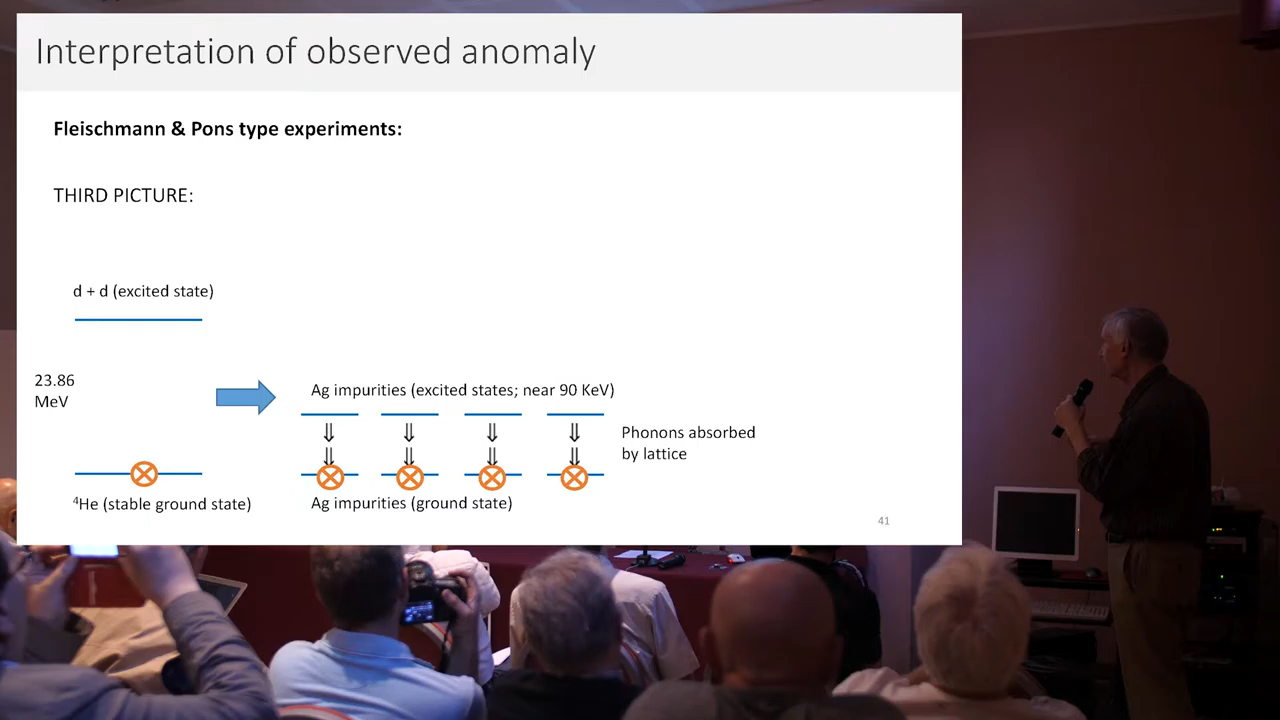 Interpretation of observed anomaly
Fleischmann & Pons type experiments:
THIRD PICTURE:
d + d (excited state)
23.86
MeV
Ag impurities (excited states; near 90 KeV)
Phonons absorbed
by lattice
⁴He (stable ground state)
Ag impurities (ground state)
41